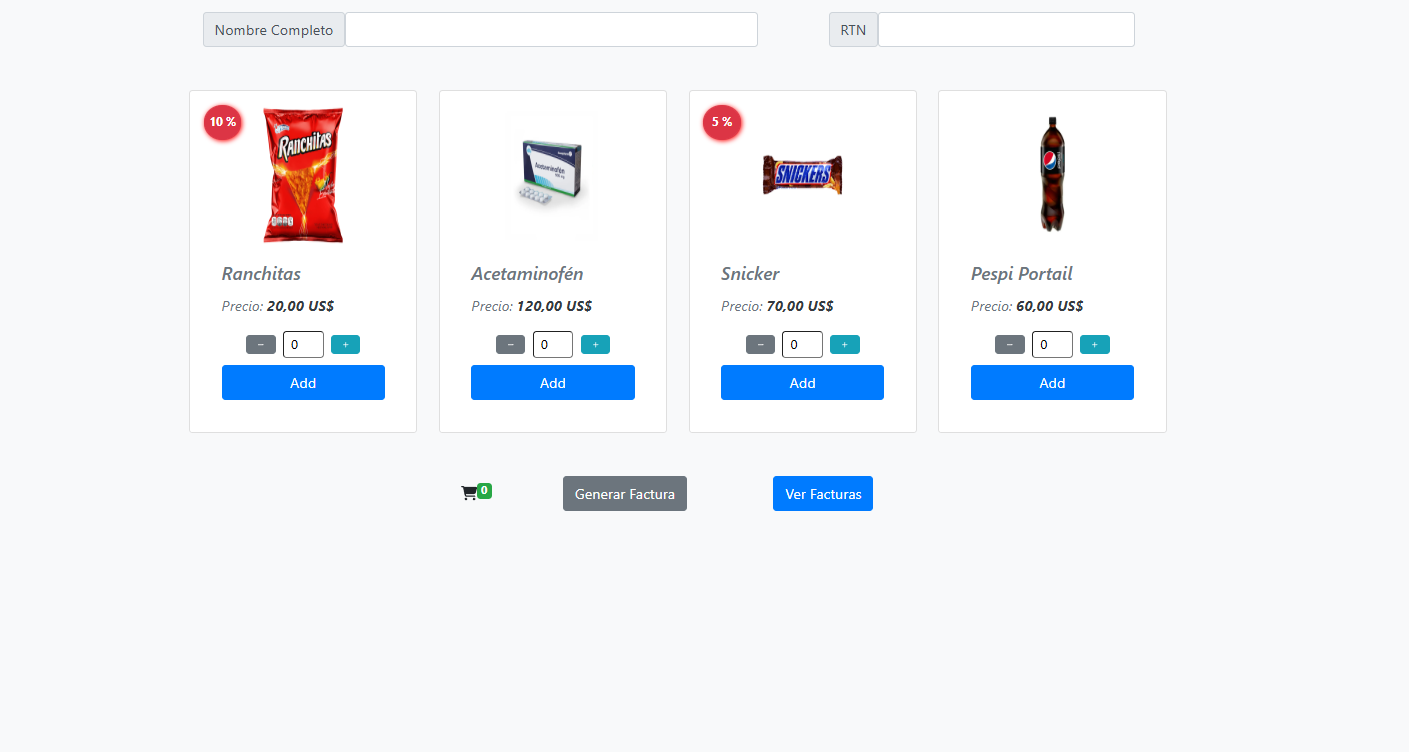 Nombre Completo
RTN
10 %
RANCHITAS
Ranchitas
Precio: 20,00 US$
− 0 +
Add
Acetaminofén
Acetaminofén
Precio: 120,00 US$
− 0 +
Add
5 %
SNICKERS
Snicker
Precio: 70,00 US$
− 0 +
Add
Pespi Portail
Precio: 60,00 US$
− 0 +
Add
0
Generar Factura
Ver Facturas